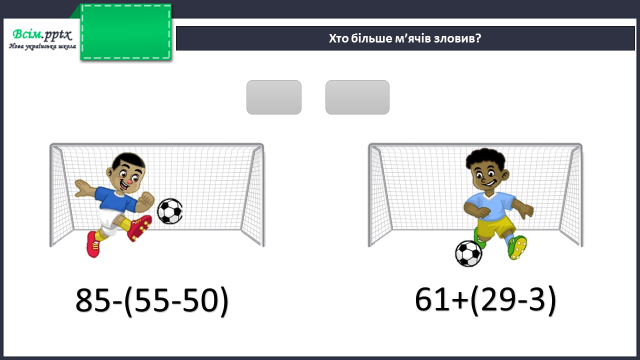 Всім.pptx
Нова українська школа
Хто більше м’ячів зловив?
85-(55-50)
61+(29-3)